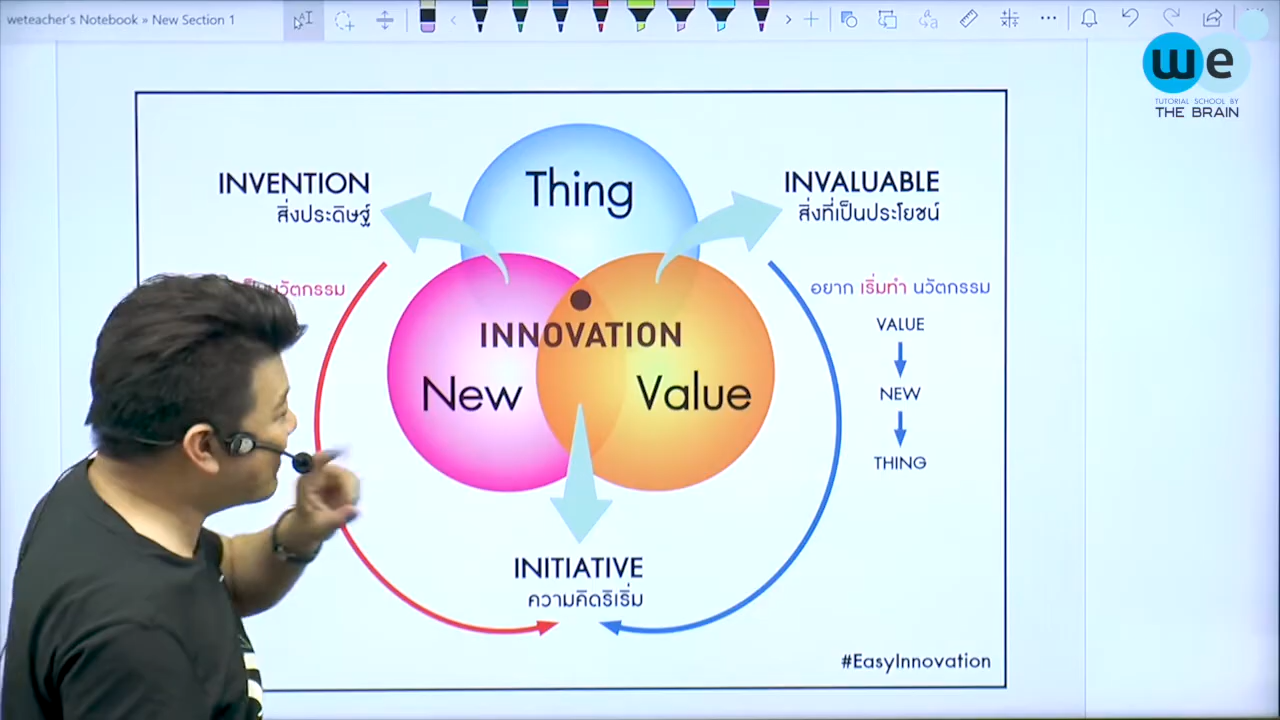 weteacher's Notebook » New Section 1
we
TUTORIAL SCHOOL BY
THE BRAIN
Thing
INVENTION
สิ่งประดิษฐ์
INVALUABLE
สิ่งที่เป็นประโยชน์
นวัตกรรม
อยาก เริ่มทำ นวัตกรรม
VALUE
NEW
THING
INNOVATION
New
Value
INITIATIVE
ความคิดริเริ่ม
#EasyInnovation